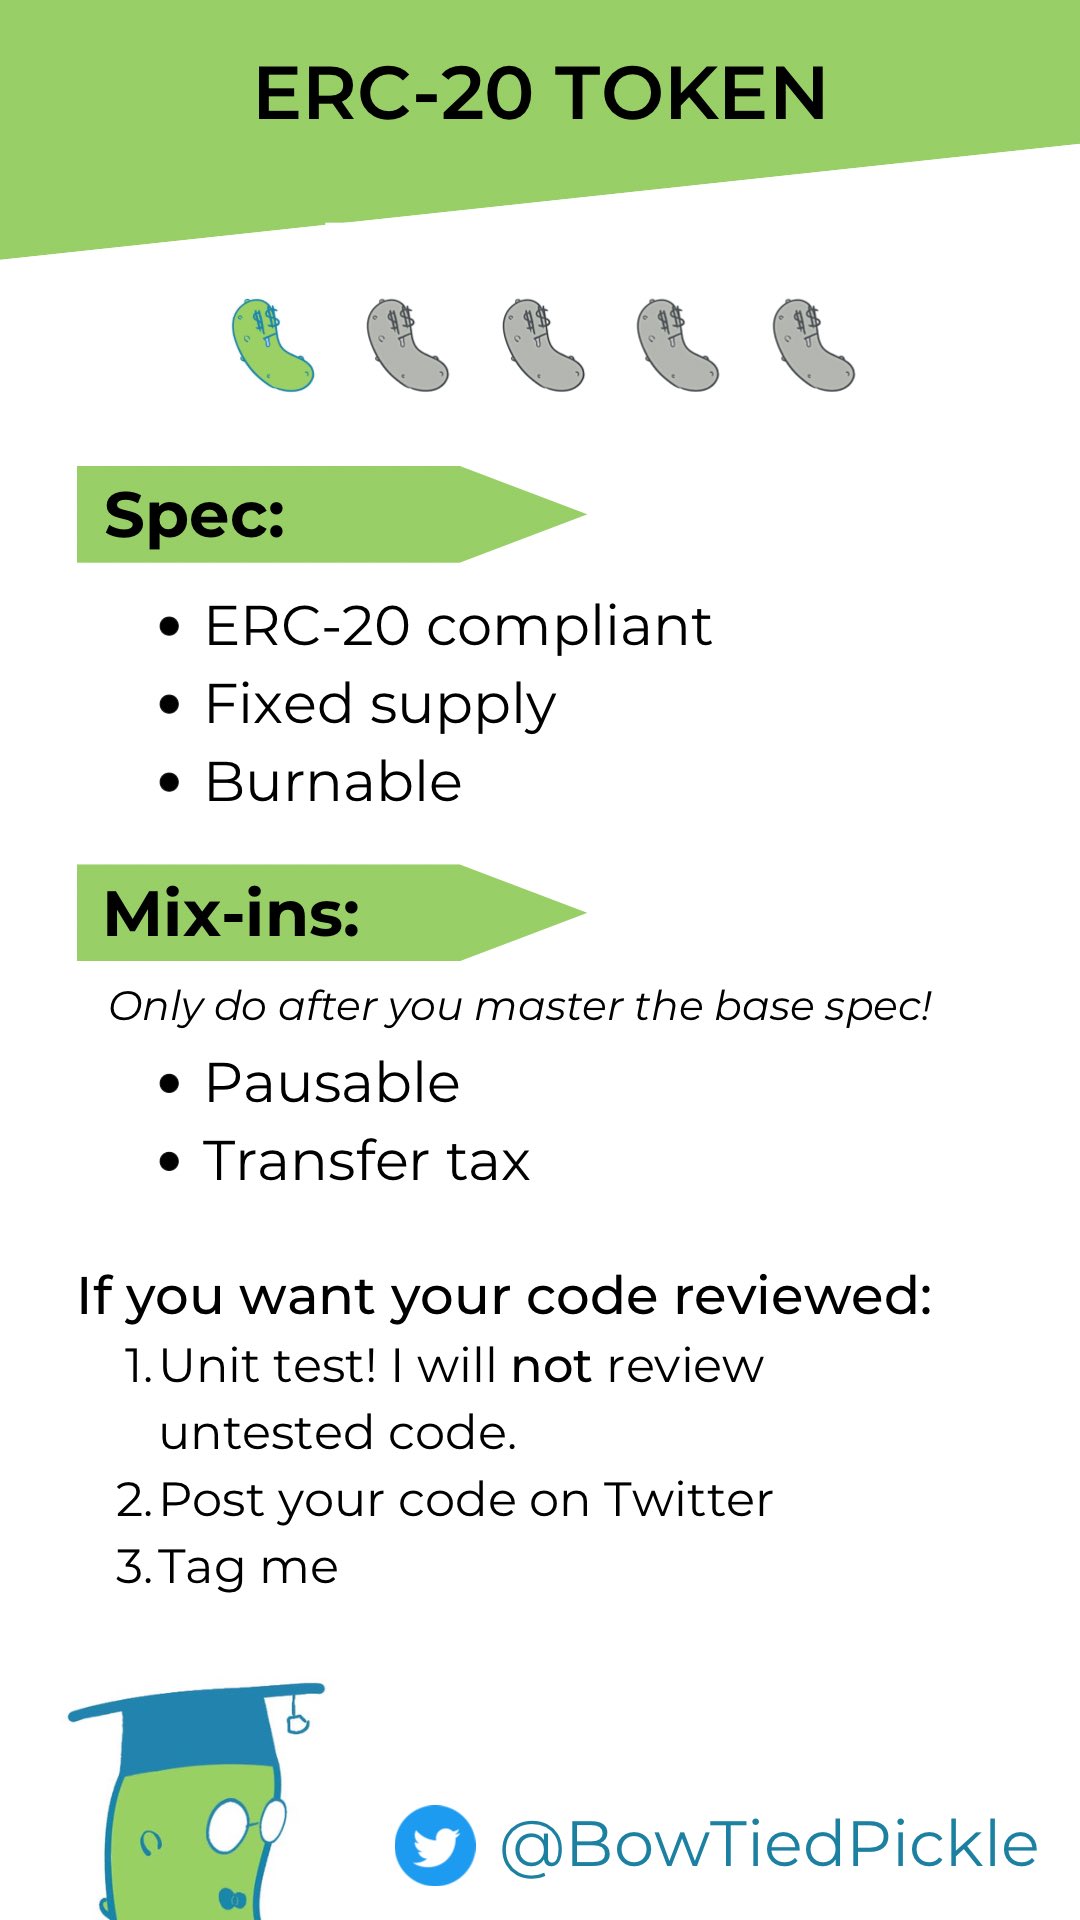 ERC-20 TOKEN
Spec:
• ERC-20 compliant
• Fixed supply
• Burnable
Mix-ins:
Only do after you master the base spec!
• Pausable
• Transfer tax
If you want your code reviewed:
1. Unit test! I will not review
untested code.
2. Post your code on Twitter
3. Tag me
@BowTiedPickle